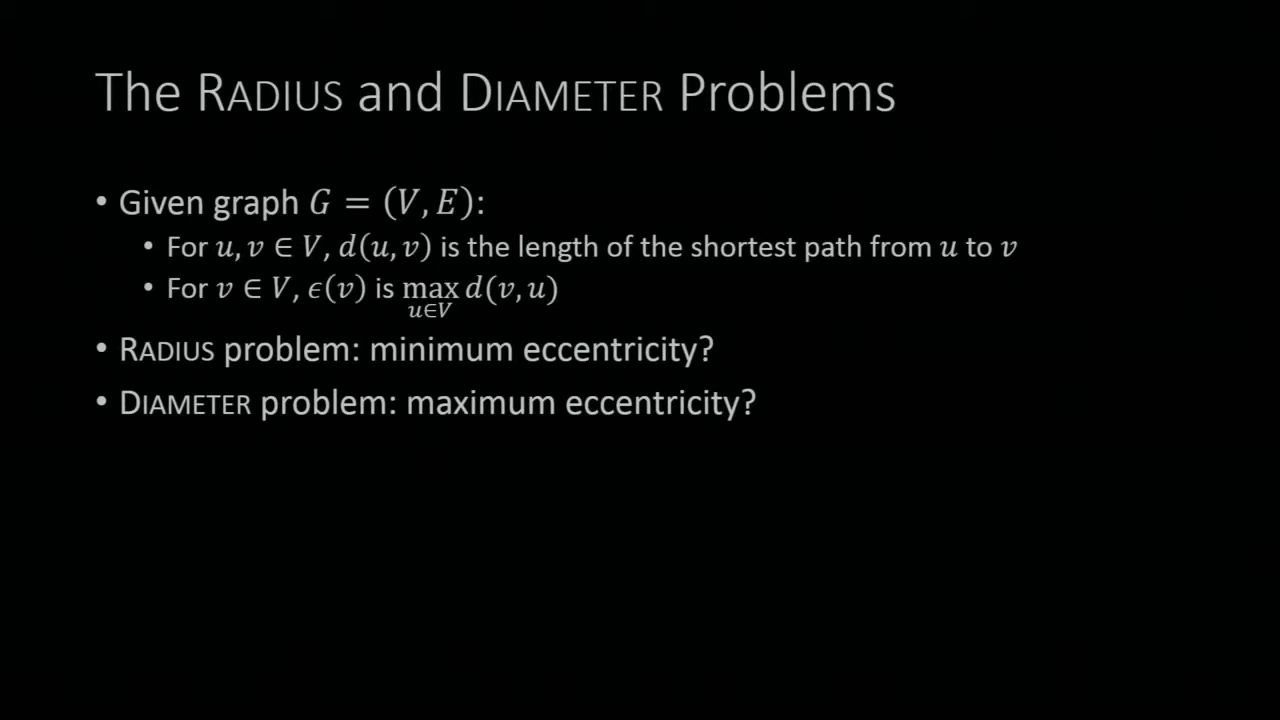 The RADIUS and DIAMETER Problems
• Given graph G = (V, E):
• For u, v ∈ V, d(u, v) is the length of the shortest path from u to v
• For v ∈ V, ϵ(v) is max d(v, u)
u∈V
• RADIUS problem: minimum eccentricity?
• DIAMETER problem: maximum eccentricity?